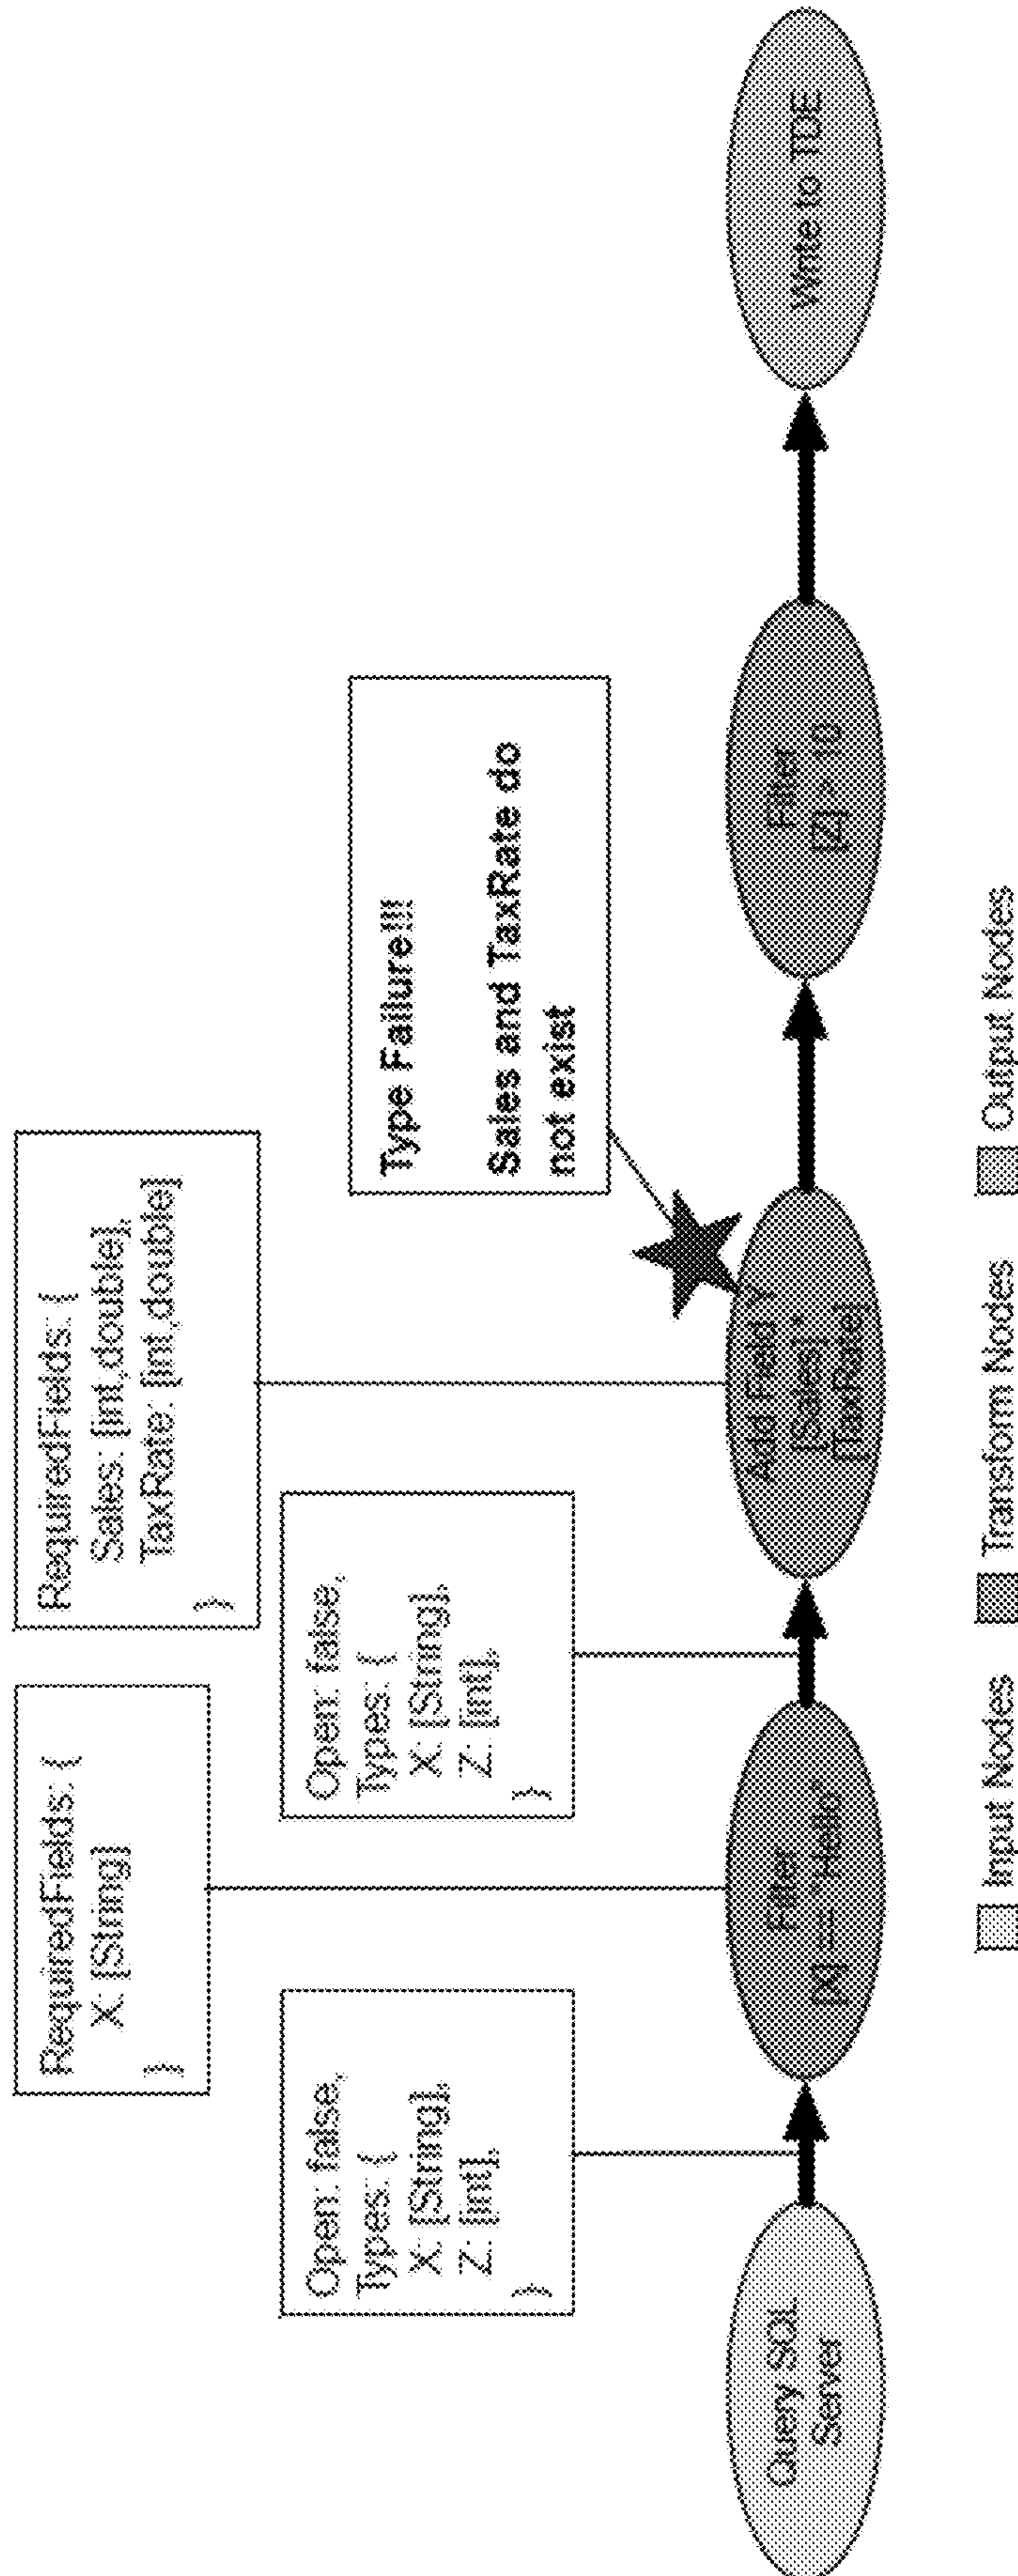 RequiredFields: {
X: [String]
}
RequiredFields: {
Sales: [int,double],
TaxRate: [int,double]
}
Open: false,
Types: {
X: [String],
Z: [int],
}
Open: false,
Types: {
X: [String],
Z: [int],
}
Type Failure!!!
Sales and TaxRate do
not exist
Query SQL
Server
Filter
[X] == "Hello"
Add Field Y
[Sales] *
[TaxRate]
Filter
[Z] > 10
Write to TDE
Input Nodes
Transform Nodes
Output Nodes